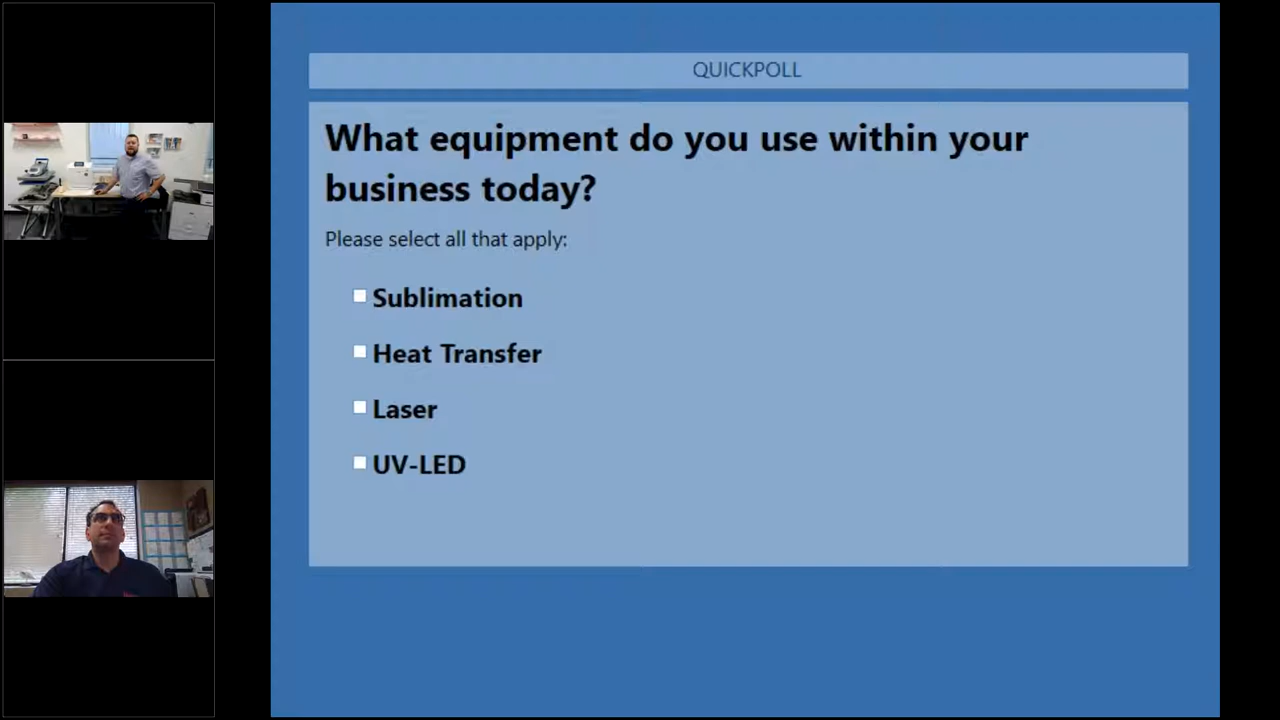 QUICKPOLL
What equipment do you use within your
business today?
Please select all that apply:
Sublimation
Heat Transfer
Laser
UV-LED